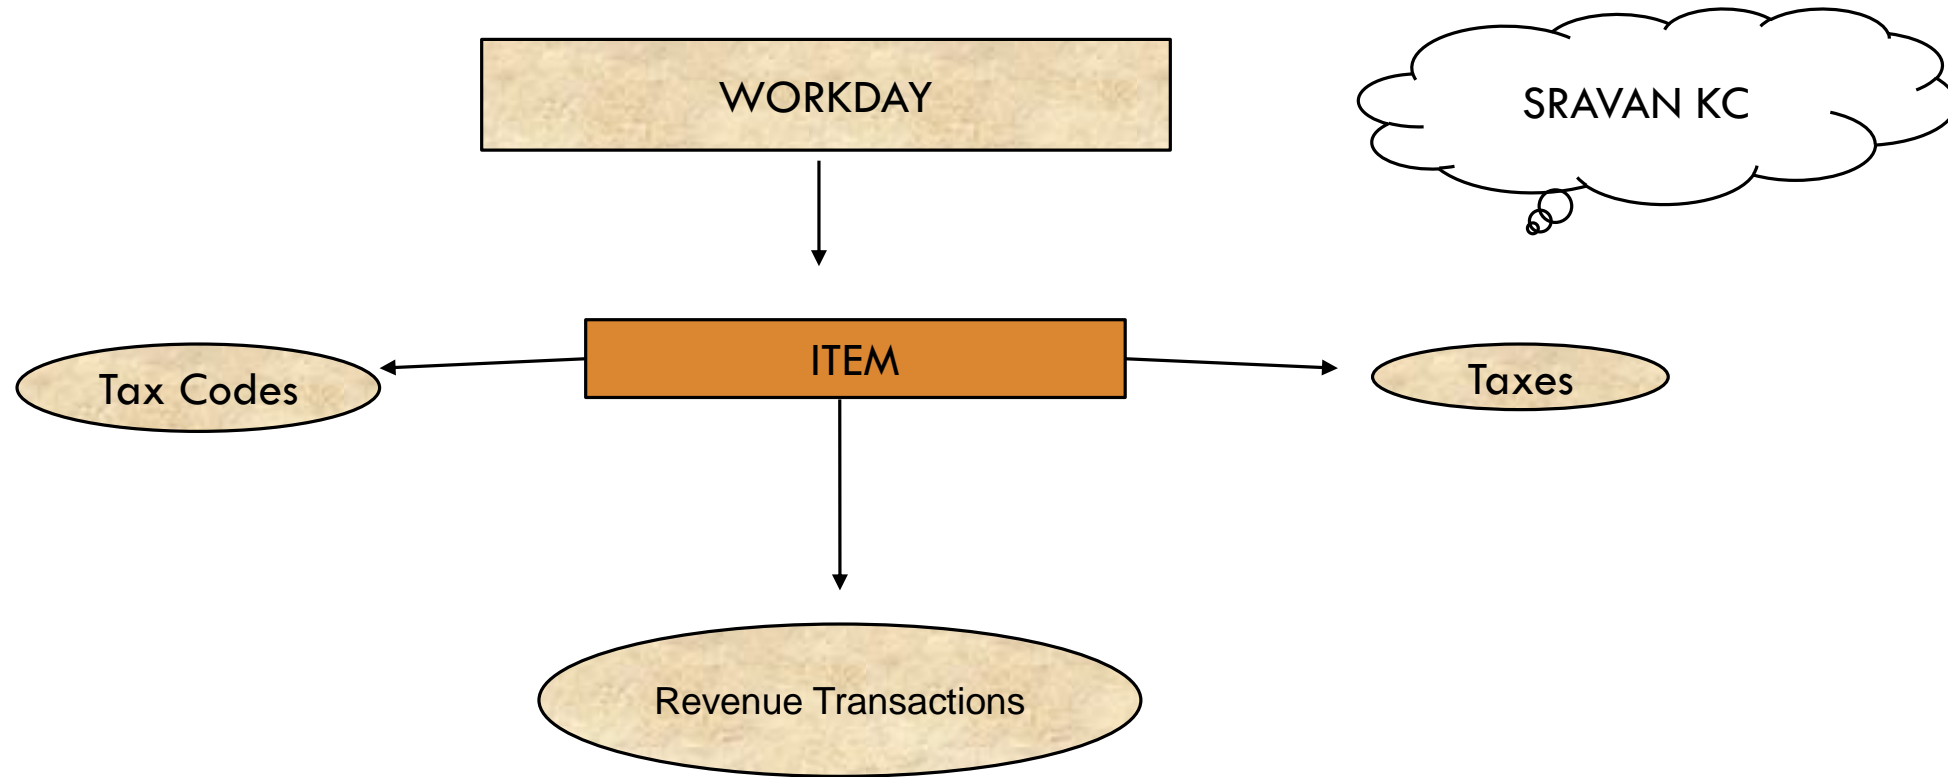 WORKDAY
SRAVAN KC
ITEM
Tax Codes
Taxes
Revenue Transactions